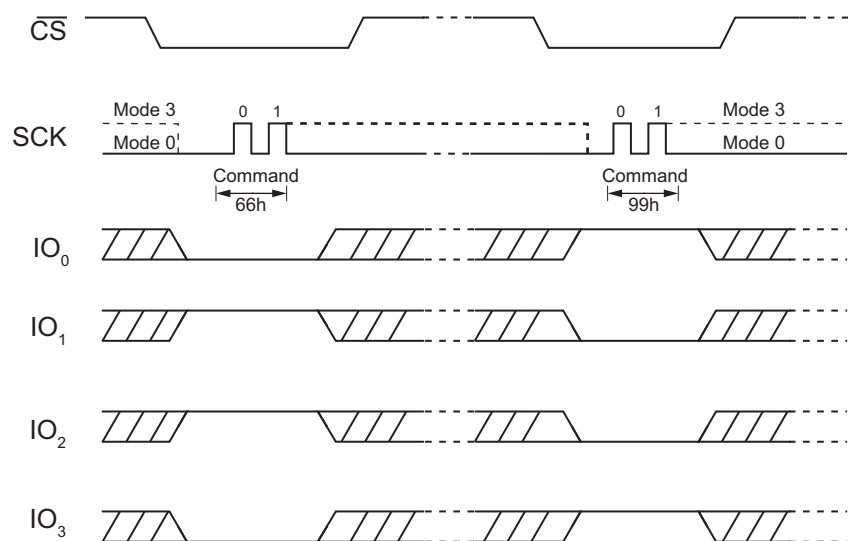 CS
Mode 3 0 1 0 1 Mode 3
SCK
Mode 0 Mode 0
Command Command
66h 99h
IO0
IO1
IO2
IO3